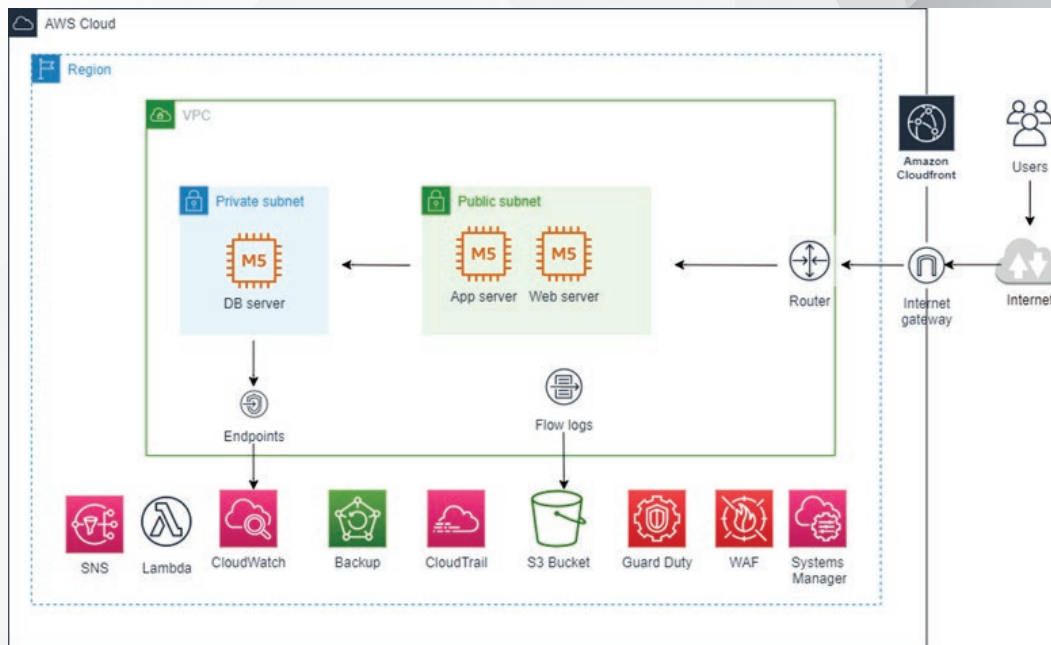 AWS Cloud
Region
VPC
Amazon
Cloudfront
Users
Private subnet
Public subnet
M5
M5
M5
DB server
App server
Web server
Router
Internet
gateway
Internet
Endpoints
Flow logs
SNS
Lambda
CloudWatch
Backup
CloudTrail
S3 Bucket
Guard Duty
WAF
Systems
Manager